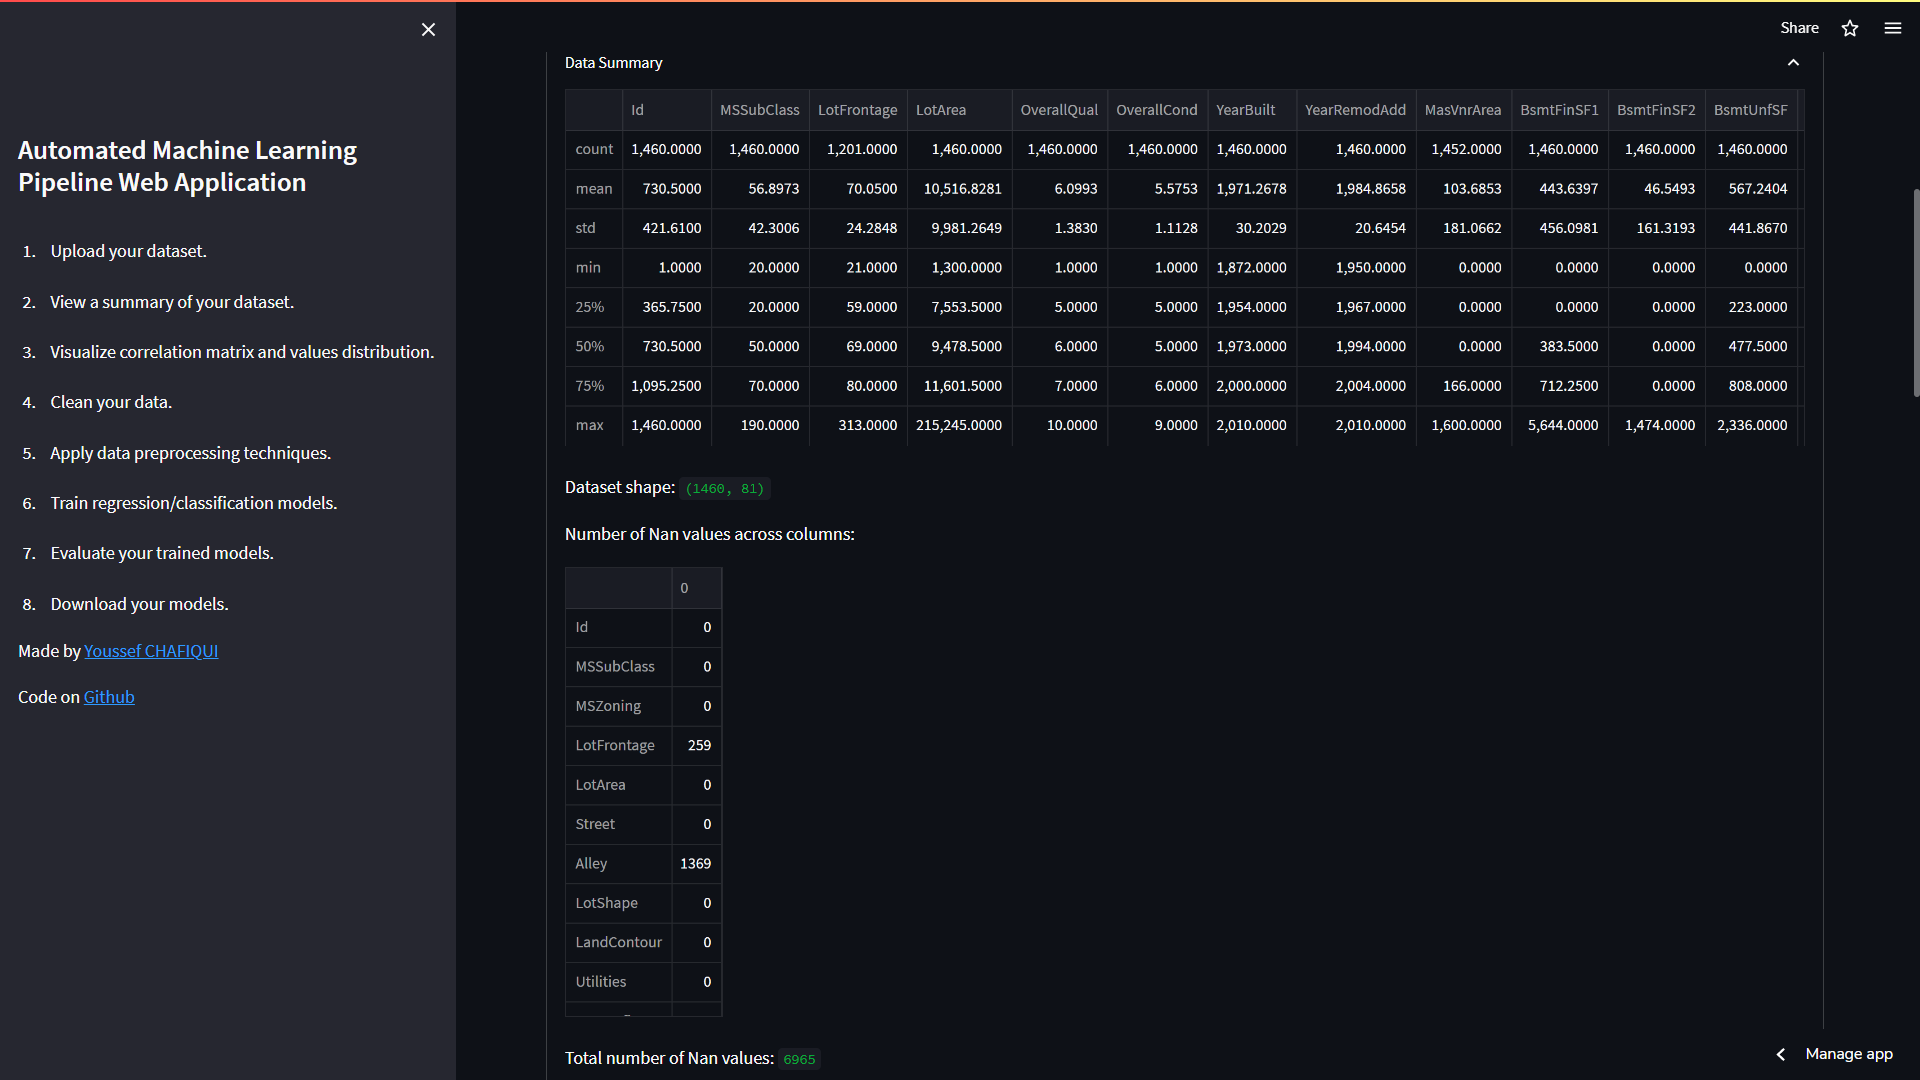 Automated Machine Learning
Pipeline Web Application
1. Upload your dataset.
2. View a summary of your dataset.
3. Visualize correlation matrix and values distribution.
4. Clean your data.
5. Apply data preprocessing techniques.
6. Train regression/classification models.
7. Evaluate your trained models.
8. Download your models.
Made by Youssef CHAFIQUI
Code on Github
Share
Data Summary
Id MSSubClass LotFrontage LotArea OverallQual OverallCond YearBuilt YearRemodAdd MasVnrArea BsmtFinSF1 BsmtFinSF2 BsmtUnfSF
count 1,460.0000 1,460.0000 1,201.0000 1,460.0000 1,460.0000 1,460.0000 1,460.0000 1,460.0000 1,452.0000 1,460.0000 1,460.0000 1,460.0000
mean 730.5000 56.8973 70.0500 10,516.8281 6.0993 5.5753 1,971.2678 1,984.8658 103.6853 443.6397 46.5493 567.2404
std 421.6100 42.3006 24.2848 9,981.2649 1.3830 1.1128 30.2029 20.6454 181.0662 456.0981 161.3193 441.8670
min 1.0000 20.0000 21.0000 1,300.0000 1.0000 1.0000 1,872.0000 1,950.0000 0.0000 0.0000 0.0000 0.0000
25% 365.7500 20.0000 59.0000 7,553.5000 5.0000 5.0000 1,954.0000 1,967.0000 0.0000 0.0000 0.0000 223.0000
50% 730.5000 50.0000 69.0000 9,478.5000 6.0000 5.0000 1,973.0000 1,994.0000 0.0000 383.5000 0.0000 477.5000
75% 1,095.2500 70.0000 80.0000 11,601.5000 7.0000 6.0000 2,000.0000 2,004.0000 166.0000 712.2500 0.0000 808.0000
max 1,460.0000 190.0000 313.0000 215,245.0000 10.0000 9.0000 2,010.0000 2,010.0000 1,600.0000 5,644.0000 1,474.0000 2,336.0000
Dataset shape: (1460, 81)
Number of Nan values across columns:
0
Id 0
MSSubClass 0
MSZoning 0
LotFrontage 259
LotArea 0
Street 0
Alley 1369
LotShape 0
LandContour 0
Utilities 0
Total number of Nan values: 6965
Manage app